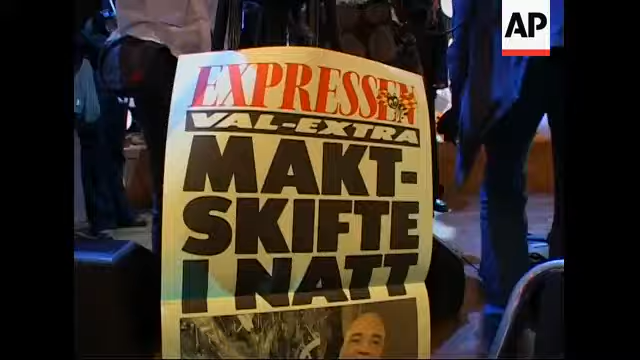 AP
EXPRESSEN
VAL-EXTRA
MAKT-
SKIFTE
I NATT